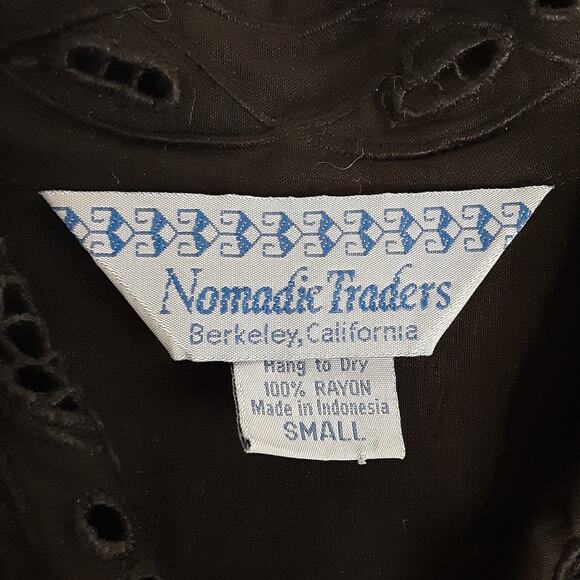 Nomadic Traders
Berkeley, California
Hang to Dry
100% RAYON
Made in Indonesia
SMALL